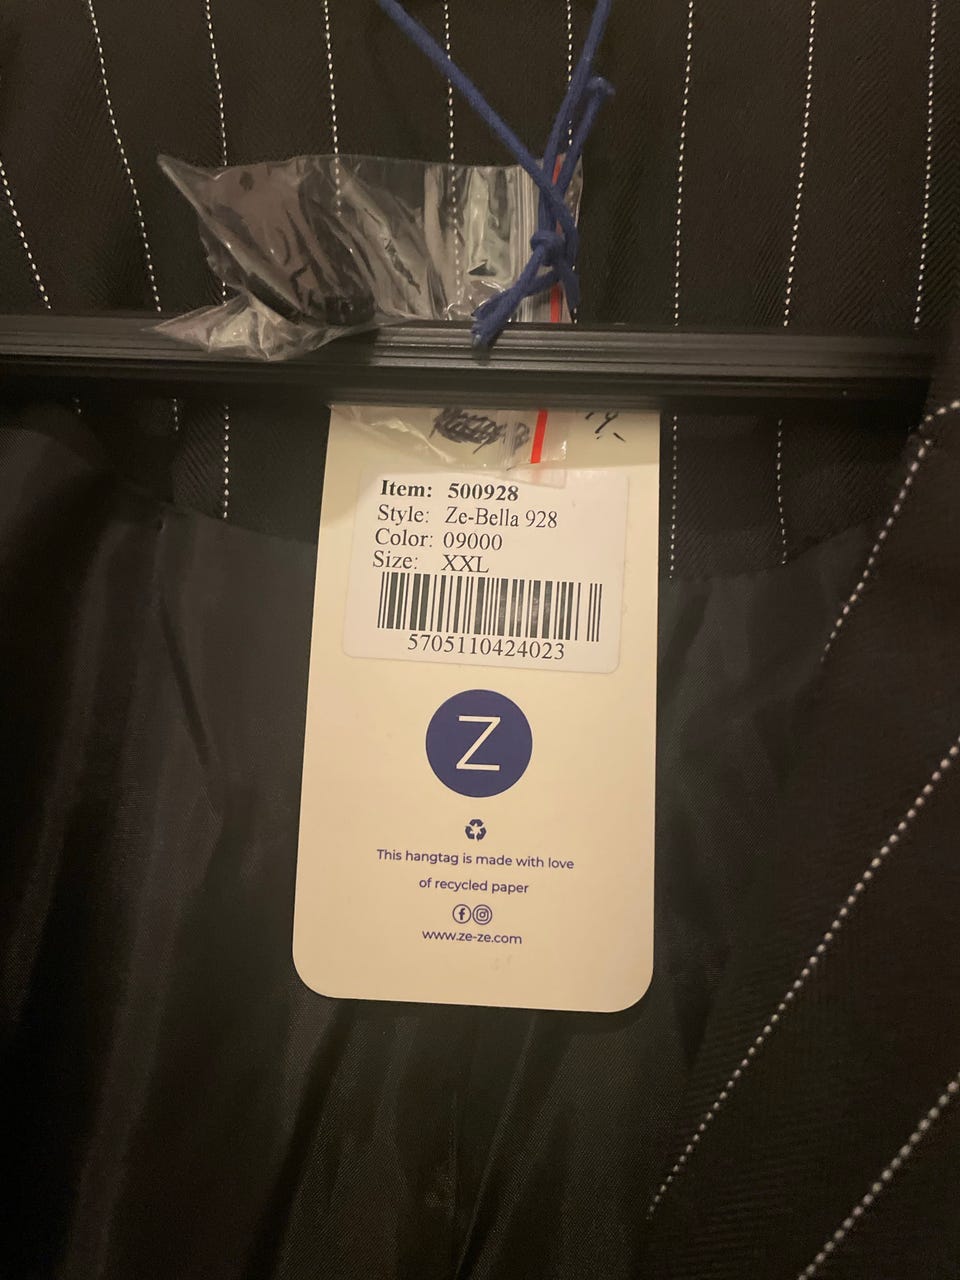 Item: 500928
Style: Ze-Bella 928
Color: 09000
Size: XXL
5705110424023
Z
This hangtag is made with love
of recycled paper
www.ze-ze.com